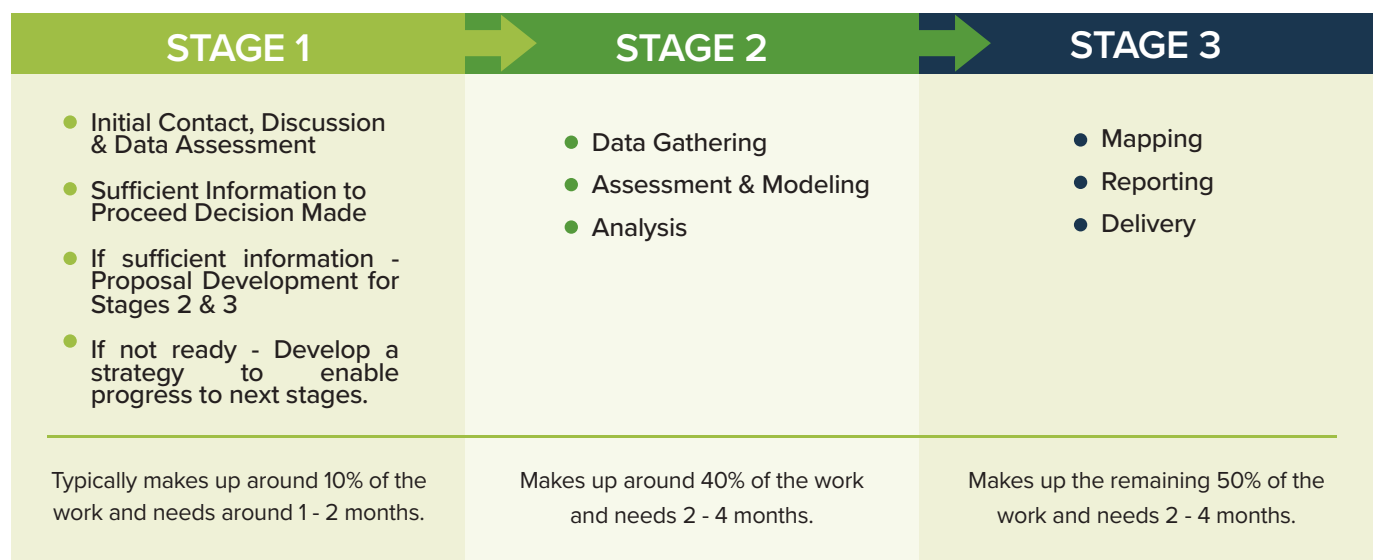 STAGE 1
Initial Contact, Discussion
& Data Assessment
Sufficient Information to
Proceed Decision Made
If sufficient information -
Proposal Development for
Stages 2 & 3
If not ready - Develop a
strategy to enable
progress to next stages.
Typically makes up around 10% of the
work and needs around 1 - 2 months.
STAGE 2
Data Gathering
Assessment & Modeling
Analysis
Makes up around 40% of the work
and needs 2 - 4 months.
STAGE 3
Mapping
Reporting
Delivery
Makes up the remaining 50% of the
work and needs 2 - 4 months.